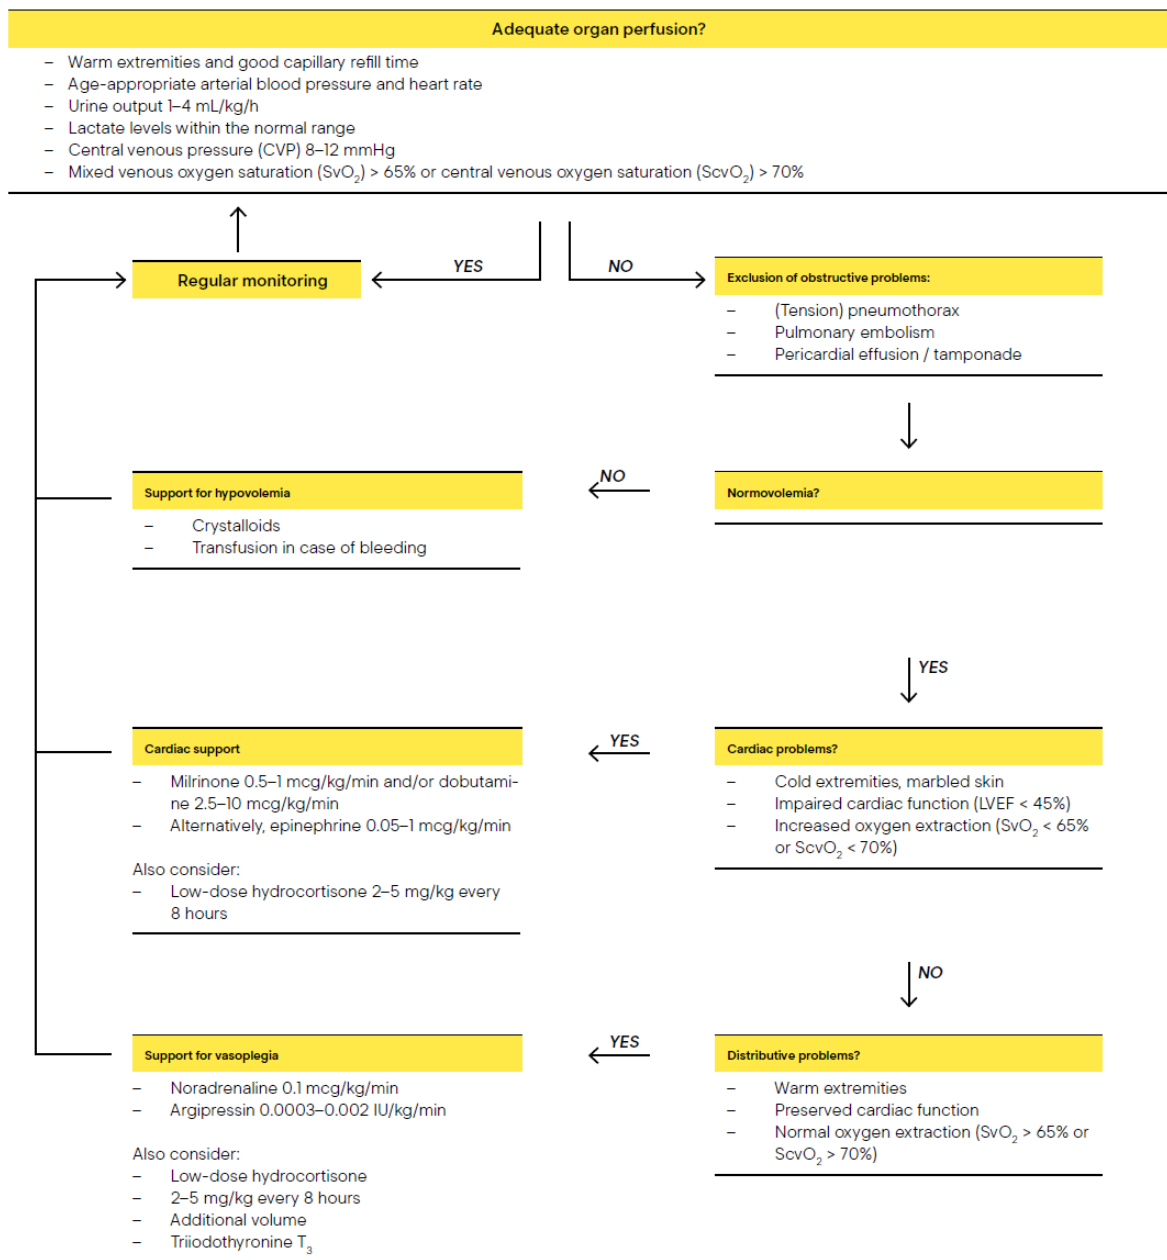 Adequate organ perfusion?
– Warm extremities and good capillary refill time
– Age-appropriate arterial blood pressure and heart rate
– Urine output 1–4 mL/kg/h
– Lactate levels within the normal range
– Central venous pressure (CVP) 8–12 mmHg
– Mixed venous oxygen saturation (SvO₂) > 65% or central venous oxygen saturation (ScvO₂) > 70%
YES
NO
Regular monitoring
Exclusion of obstructive problems:
– (Tension) pneumothorax
– Pulmonary embolism
– Pericardial effusion / tamponade
Normovolemia?
NO
Support for hypovolemia
– Crystalloids
– Transfusion in case of bleeding
YES
Cardiac problems?
– Cold extremities, marbled skin
– Impaired cardiac function (LVEF < 45%)
– Increased oxygen extraction (SvO₂ < 65%
or ScvO₂ < 70%)
YES
Cardiac support
– Milrinone 0.5–1 mcg/kg/min and/or dobutami-
ne 2.5–10 mcg/kg/min
– Alternatively, epinephrine 0.05–1 mcg/kg/min
Also consider:
– Low-dose hydrocortisone 2–5 mg/kg every
8 hours
NO
Distributive problems?
– Warm extremities
– Preserved cardiac function
– Normal oxygen extraction (SvO₂ > 65% or
ScvO₂ > 70%)
YES
Support for vasoplegia
– Noradrenaline 0.1 mcg/kg/min
– Argipressin 0.0003–0.002 IU/kg/min
Also consider:
– Low-dose hydrocortisone
– 2–5 mg/kg every 8 hours
– Additional volume
– Triiodothyronine T₃